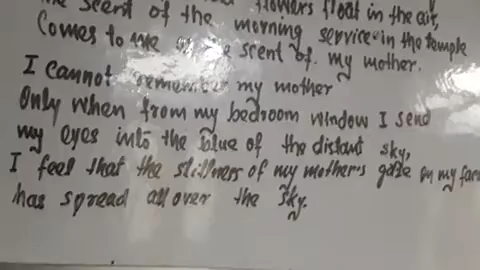 scent of the flowers float in the air,
Comes to me scent of my mother.
the morning service in the temple
I cannot remember my mother
Only when from my bedroom window I send
my eyes into the blue of the distant sky,
I feel that the stillness of my mother's gaze on my face
has spread all over the sky.